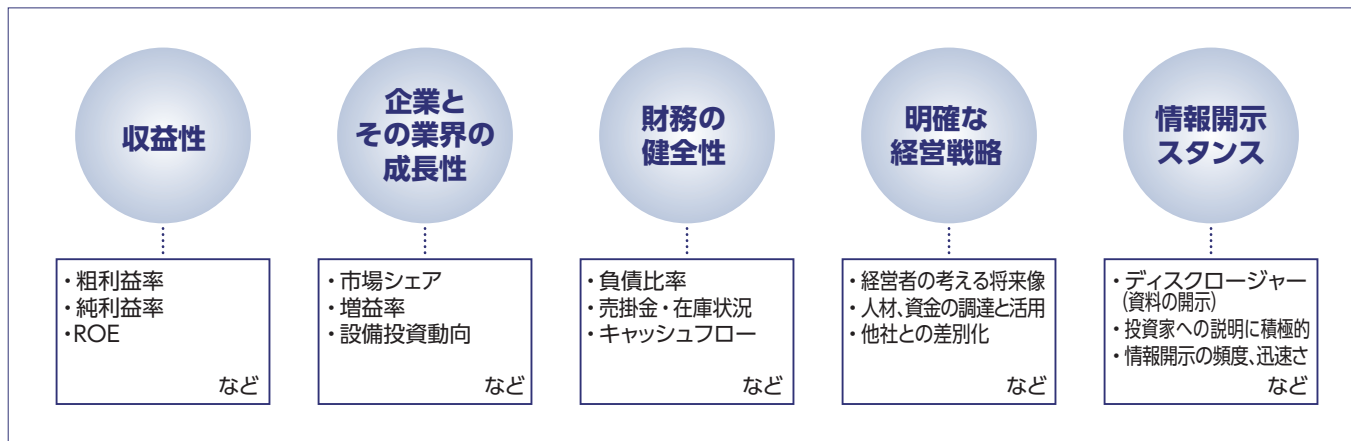 収益性
・粗利益率
・純利益率
・ROE
など
企業と
その業界の
成長性
・市場シェア
・増益率
・設備投資動向
など
財務の
健全性
・負債比率
・売掛金・在庫状況
・キャッシュフロー
など
明確な
経営戦略
・経営者の考える将来像
・人材、資金の調達と活用
・他社との差別化
など
情報開示
スタンス
・ディスクロージャー
(資料の開示)
・投資家への説明に積極的
・情報開示の頻度、迅速さ
など